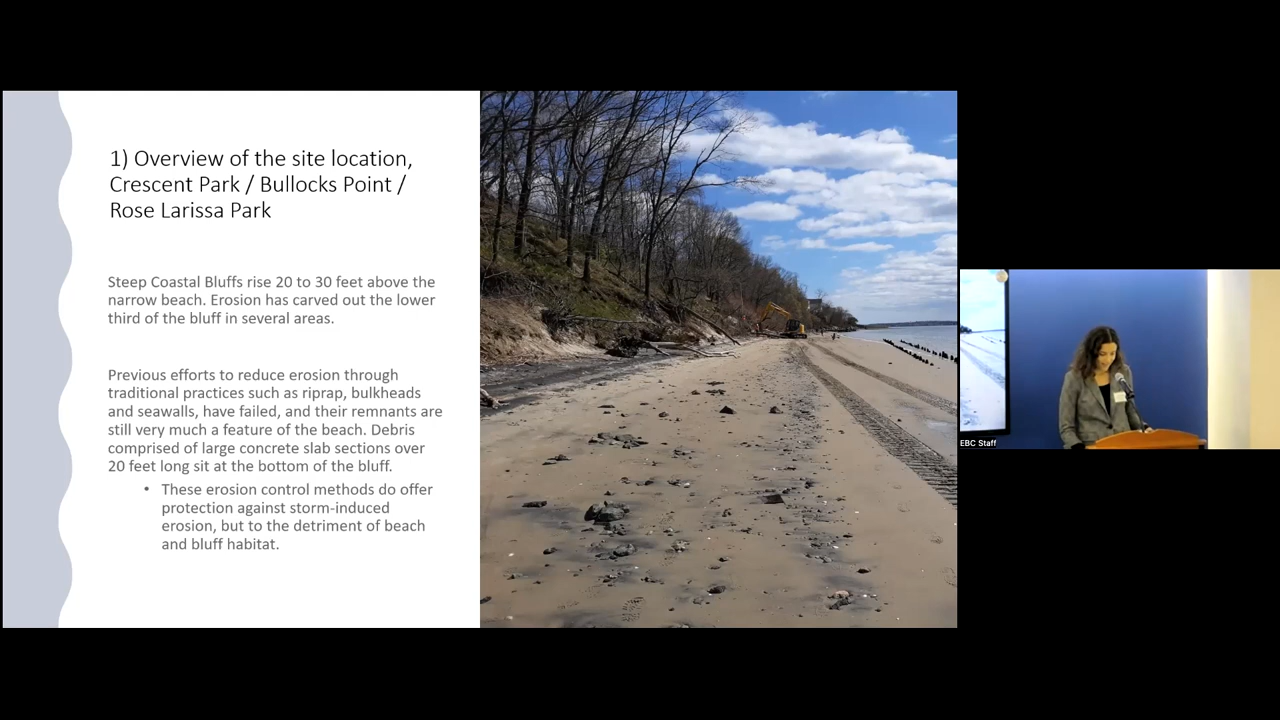 1) Overview of the site location,
Crescent Park / Bullocks Point /
Rose Larissa Park
Steep Coastal Bluffs rise 20 to 30 feet above the
narrow beach. Erosion has carved out the lower
third of the bluff in several areas.
Previous efforts to reduce erosion through
traditional practices such as riprap, bulkheads
and seawalls, have failed, and their remnants are
still very much a feature of the beach. Debris
comprised of large concrete slab sections over
20 feet long sit at the bottom of the bluff.
• These erosion control methods do offer
protection against storm-induced
erosion, but to the detriment of beach
and bluff habitat.
EBC Staff